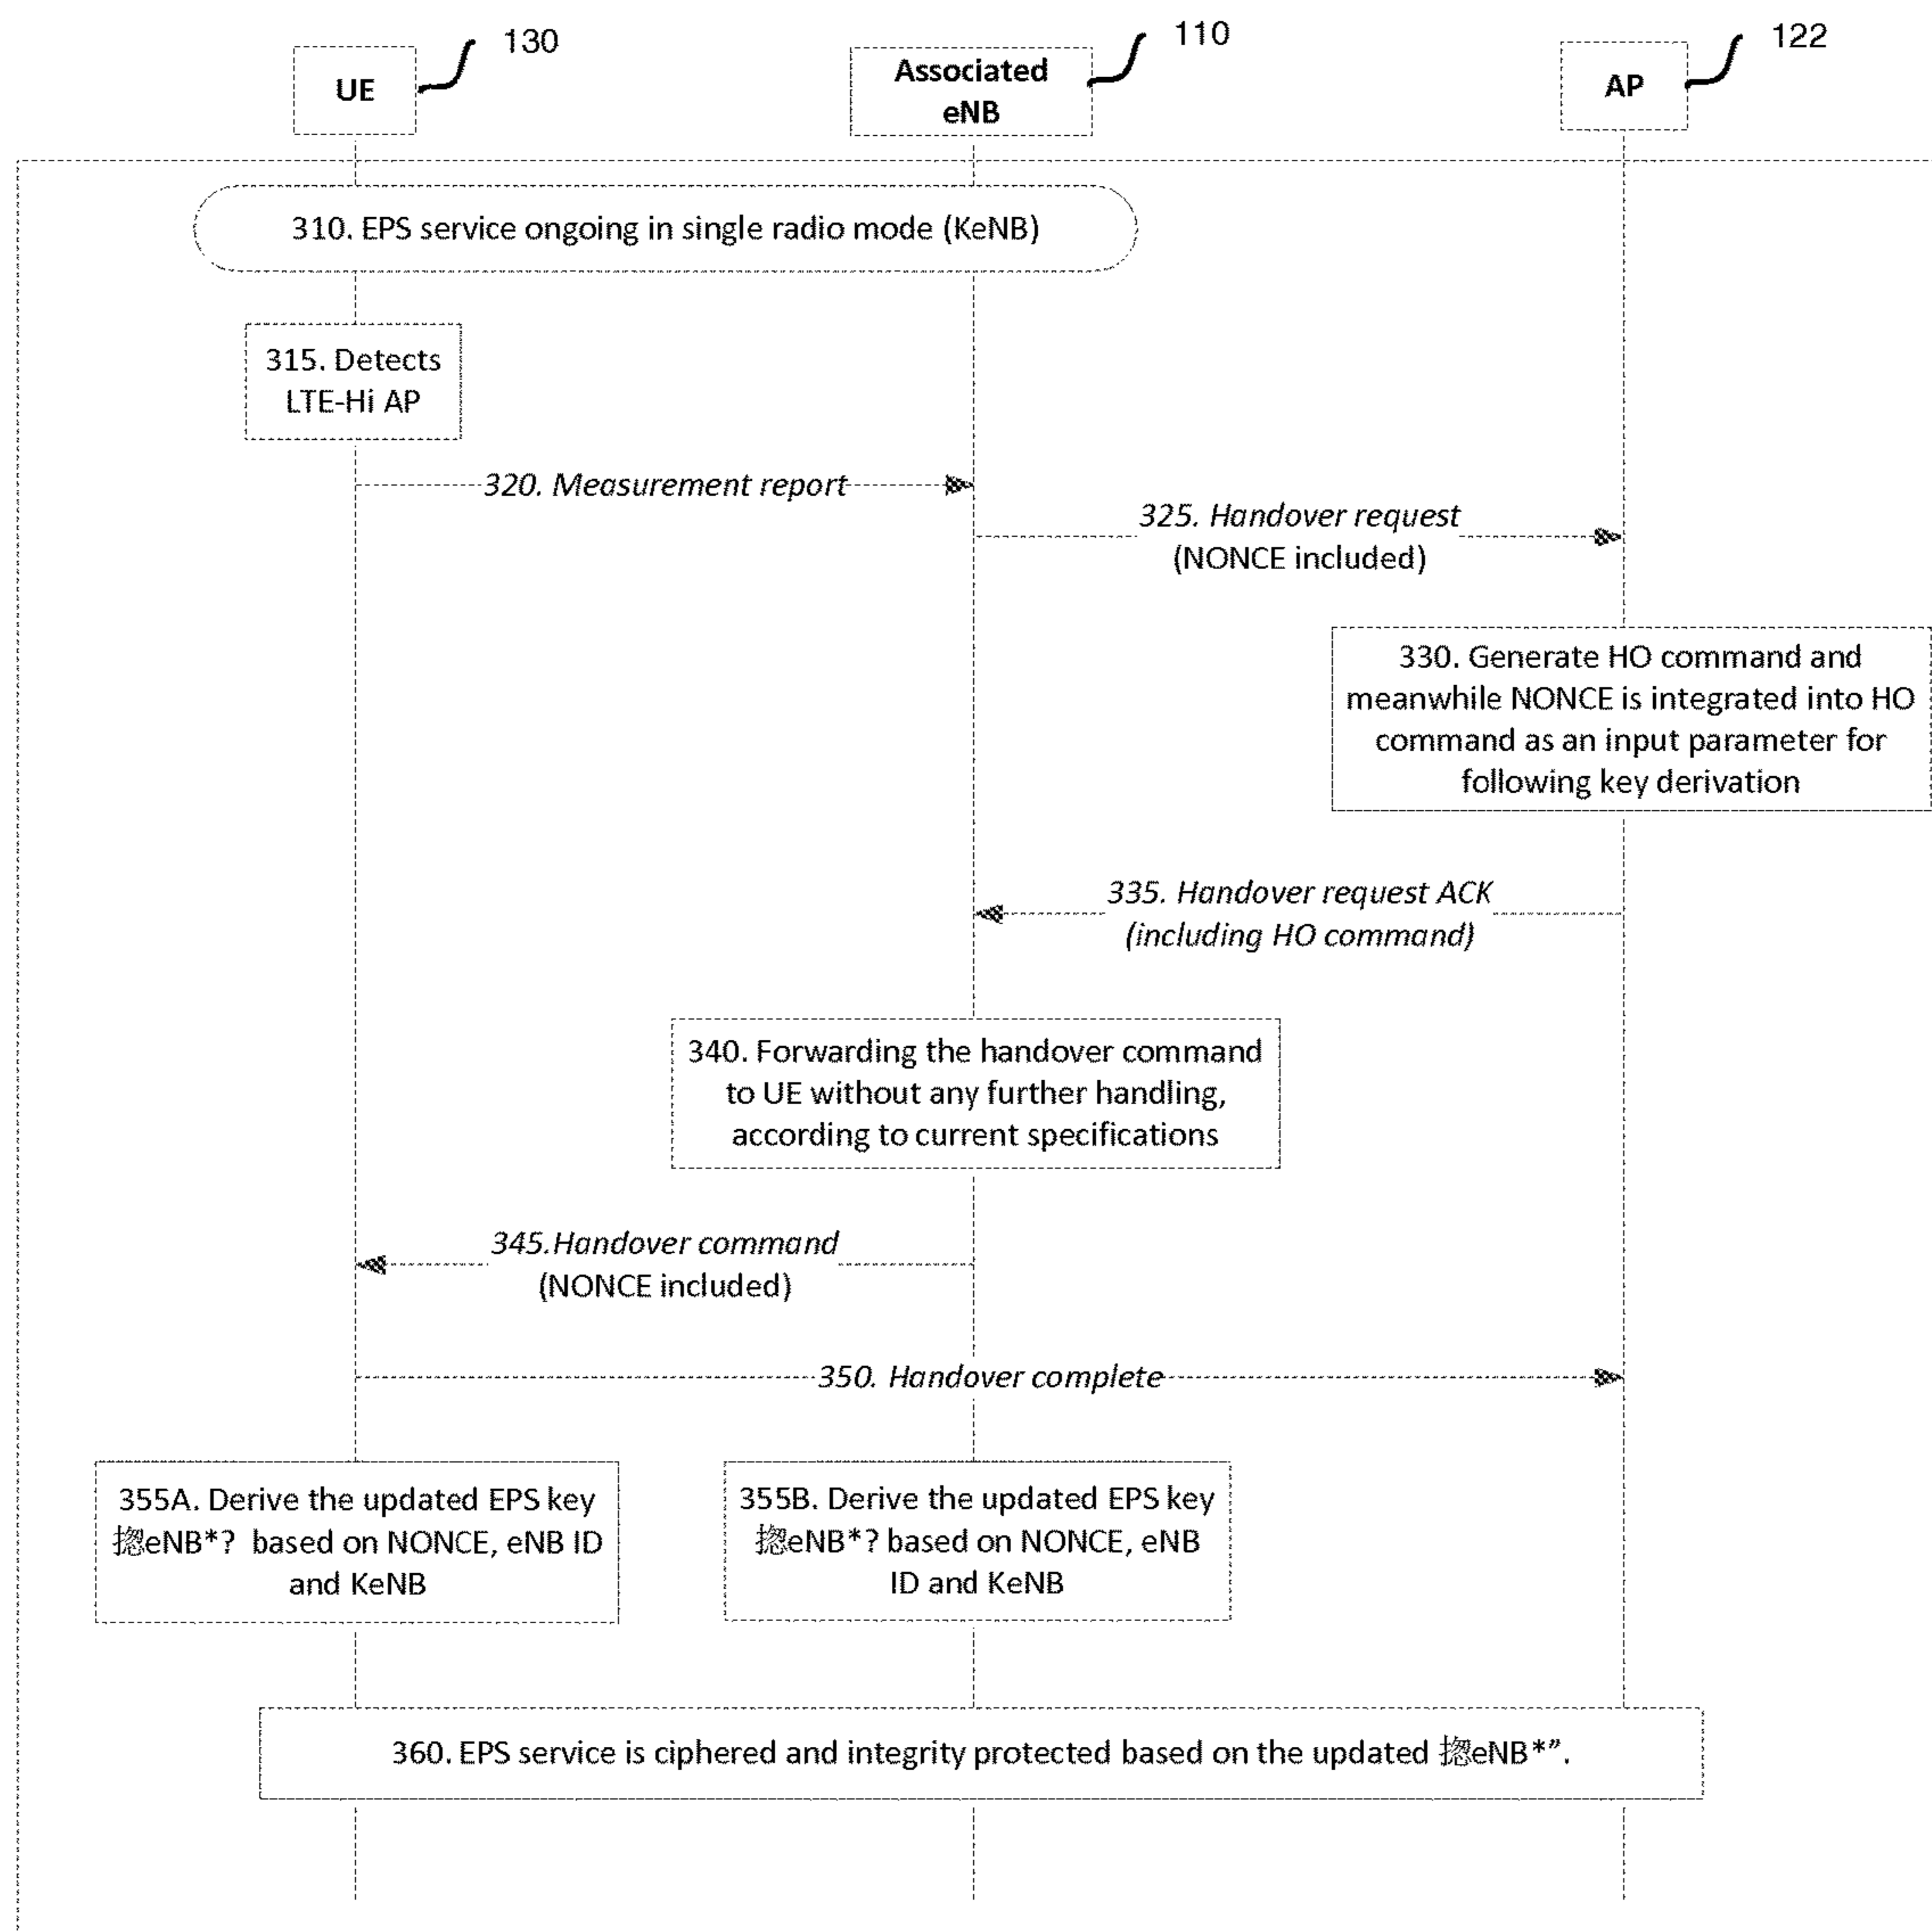 130
110
122
UE
Associated
eNB
AP
310. EPS service ongoing in single radio mode (KeNB)
315. Detects
LTE-Hi AP
320. Measurement report
325. Handover request
(NONCE included)
330. Generate HO command and
meanwhile NONCE is integrated into HO
command as an input parameter for
following key derivation
335. Handover request ACK
(including HO command)
340. Forwarding the handover command
to UE without any further handling,
according to current specifications
345.Handover command
(NONCE included)
350. Handover complete
355A. Derive the updated EPS key
揔eNB*? based on NONCE, eNB ID
and KeNB
355B. Derive the updated EPS key
揔eNB*? based on NONCE, eNB
ID and KeNB
360. EPS service is ciphered and integrity protected based on the updated 揔eNB*”.